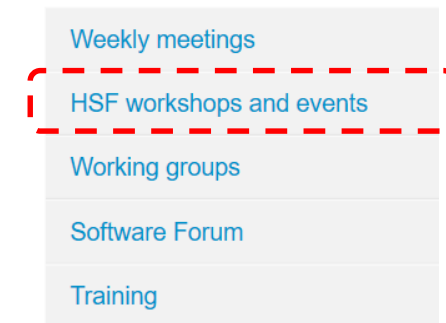 Weekly meetings
HSF workshops and events
Working groups
Software Forum
Training